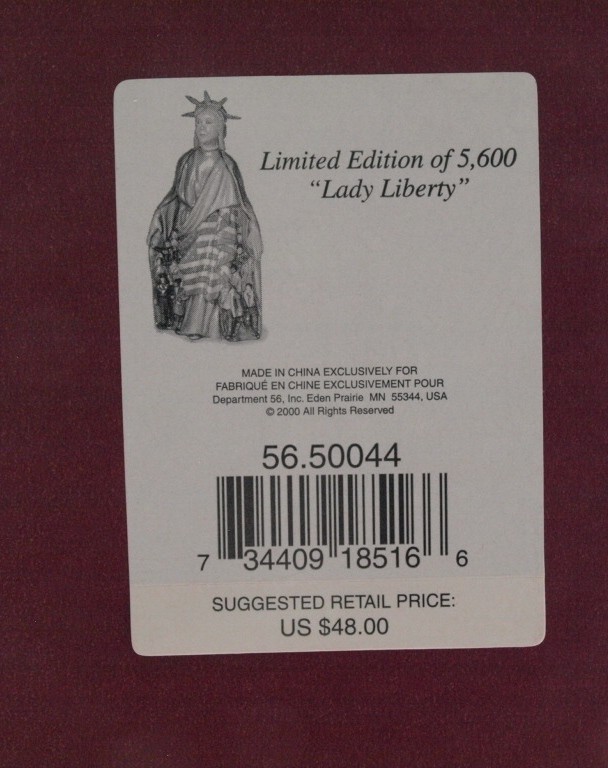 Limited Edition of 5,600
“Lady Liberty”
MADE IN CHINA EXCLUSIVELY FOR
FABRIQUÉ EN CHINE EXCLUSIVEMENT POUR
Department 56, Inc. Eden Prairie MN 55344, USA
© 2000 All Rights Reserved
56.50044
7 34409 18516 6
SUGGESTED RETAIL PRICE:
US $48.00